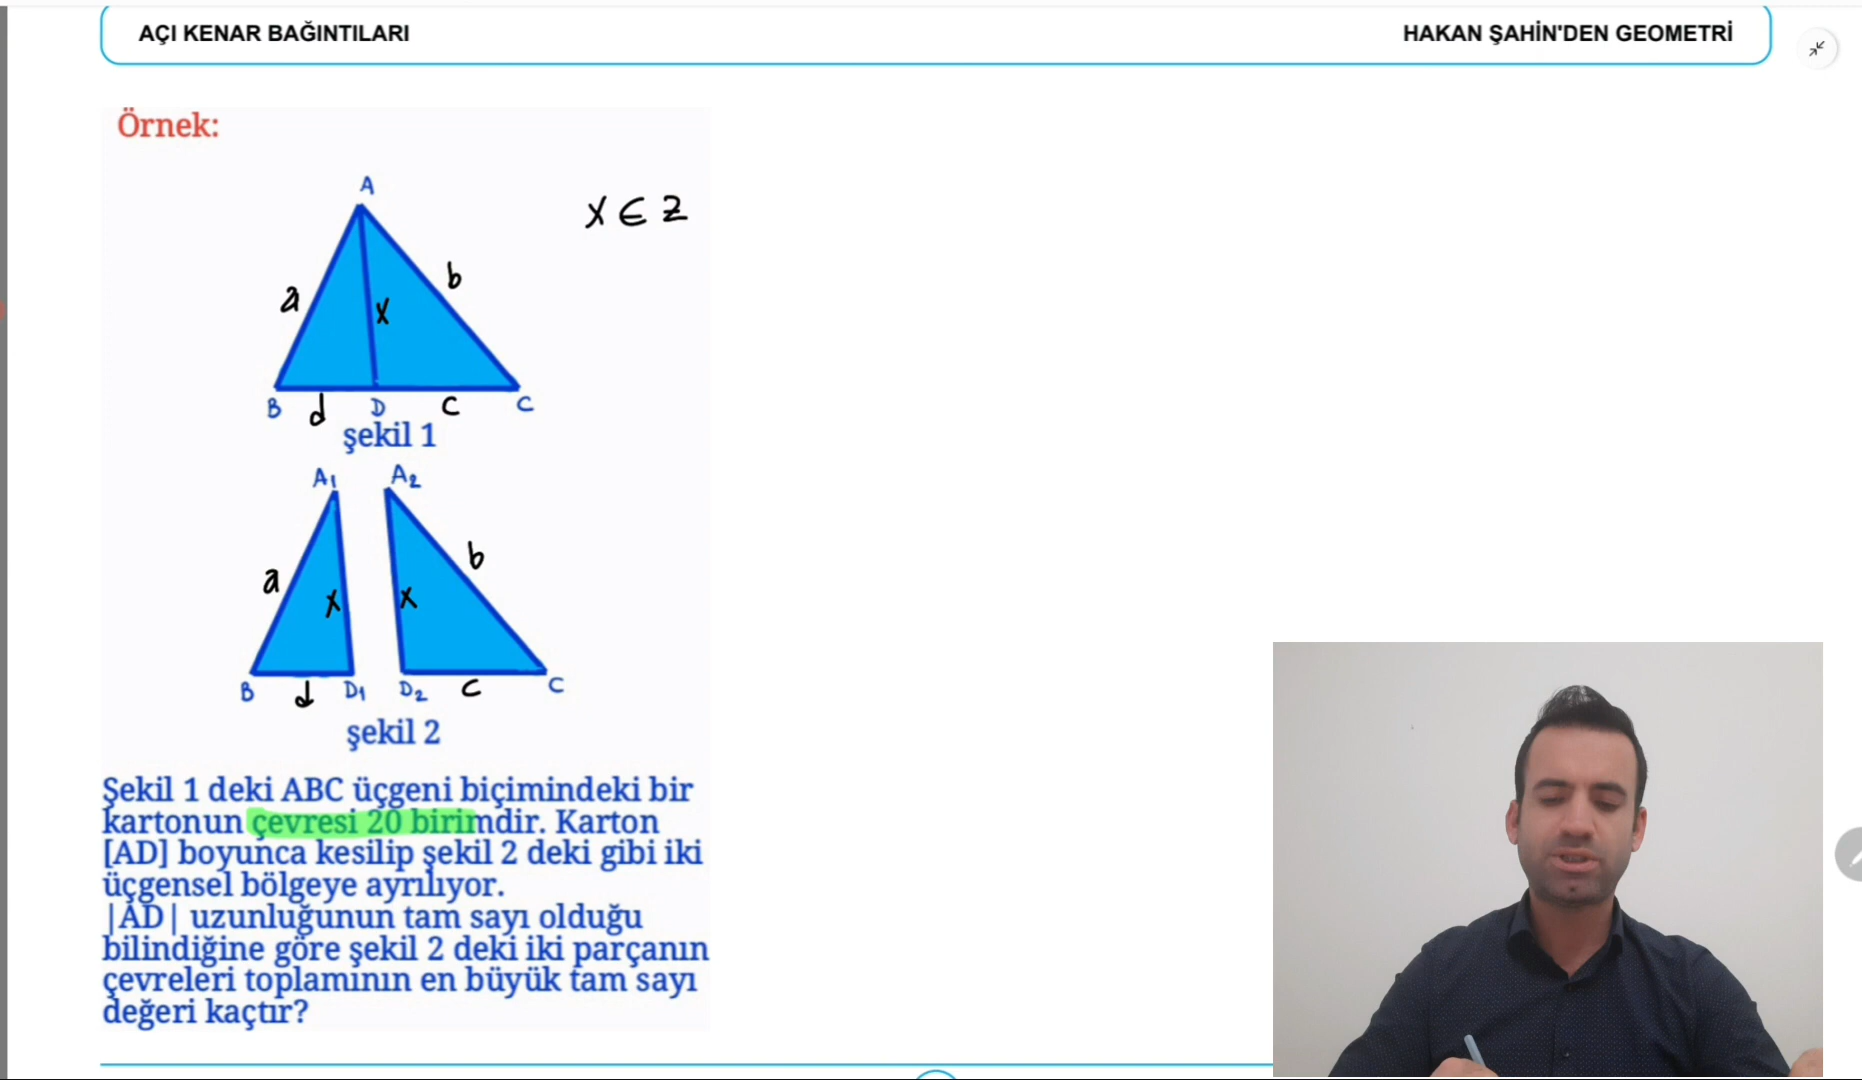 AÇI KENAR BAĞINTILARI
HAKAN ŞAHİN'DEN GEOMETRİ
Örnek:
A
x ∈ Z
a
b
x
B
d
D
c
C
şekil 1
A1
A2
a
b
x
x
B
d
D1
D2
c
C
şekil 2
Şekil 1 deki ABC üçgeni biçimindeki bir
kartonun çevresi 20 birimdir. Karton
[AD] boyunca kesilip şekil 2 deki gibi iki
üçgensel bölgeye ayrılıyor.
|AD| uzunluğunun tam sayı olduğu
bilindiğine göre şekil 2 deki iki parçanın
çevreleri toplamının en büyük tam sayı
değeri kaçtır?